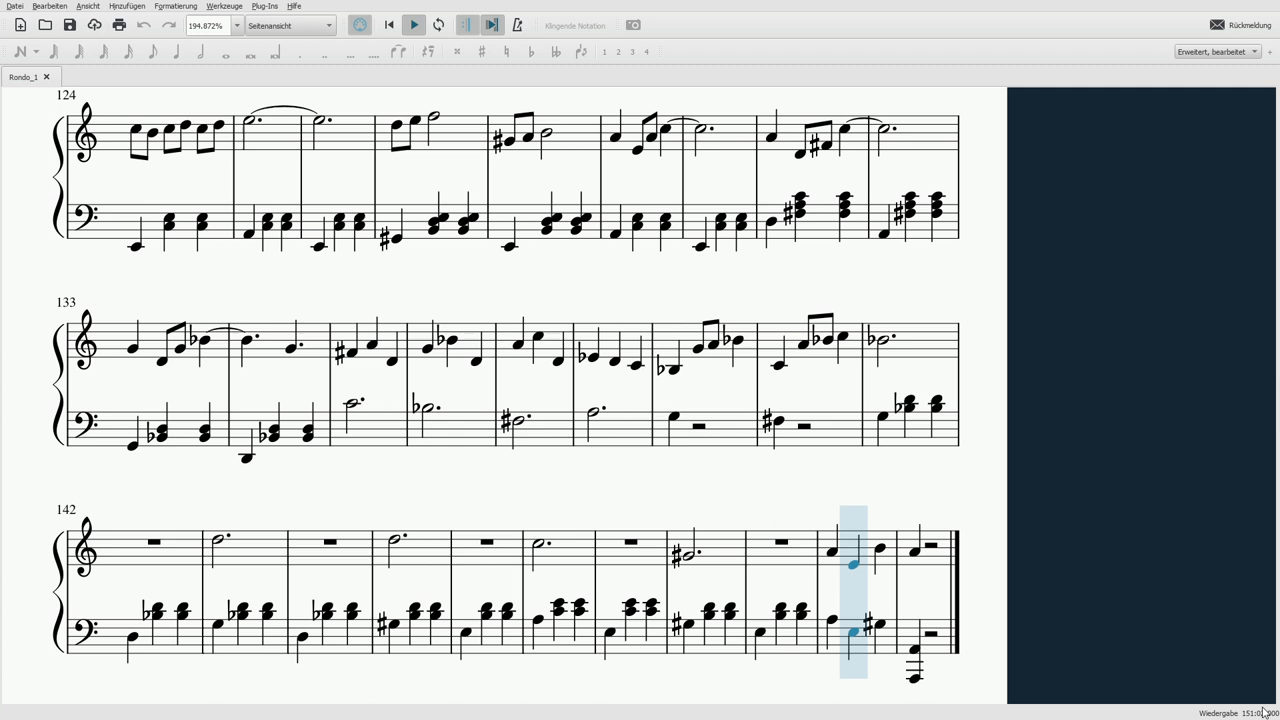 Datei Bearbeiten Ansicht Hinzufügen Formatierung Werkzeuge Plug-Ins Hilfe
194.872% Seitenansicht Klingende Notation Rückmeldung
1 2 3 4 Erweitert, bearbeitet +
Rondo_1
124
133
142
Wiedergabe